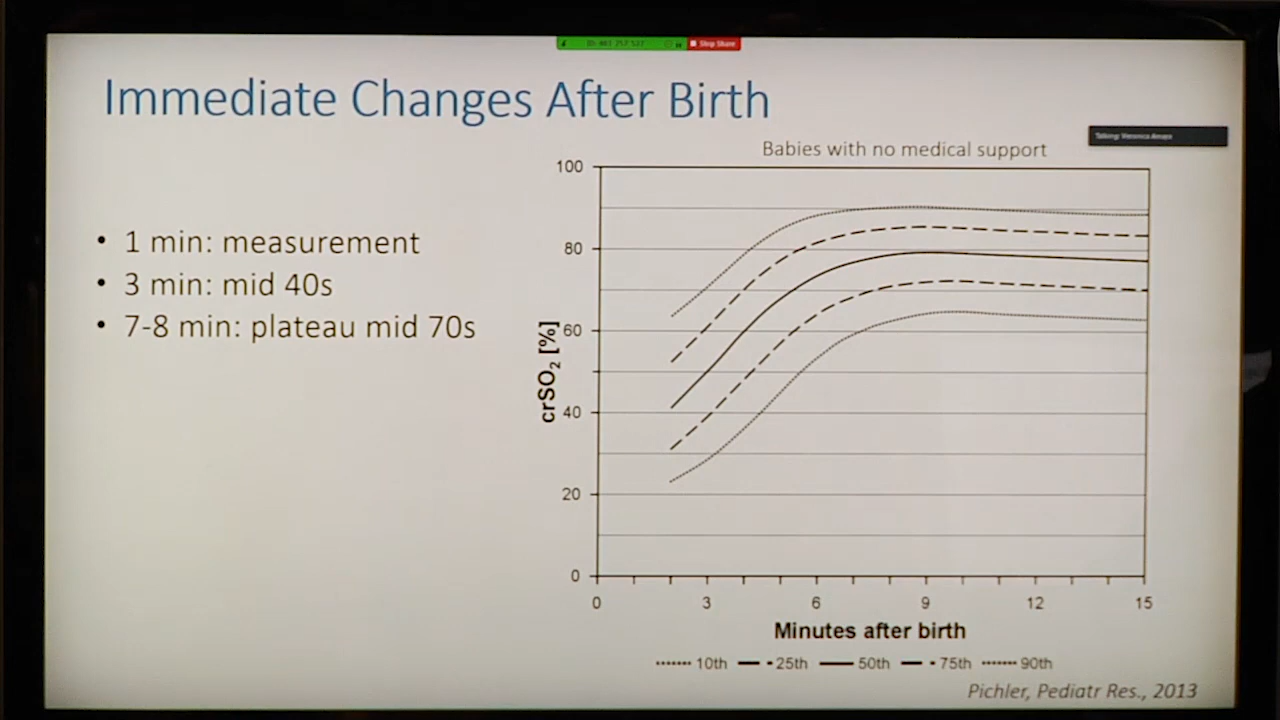 Stop Share
Immediate Changes After Birth
Babies with no medical support
• 1 min: measurement
• 3 min: mid 40s
• 7-8 min: plateau mid 70s
crSO2 [%]
100
80
60
40
20
0
0 3 6 9 12 15
Minutes after birth
10th 25th 50th 75th 90th
Pichler, Pediatr Res., 2013